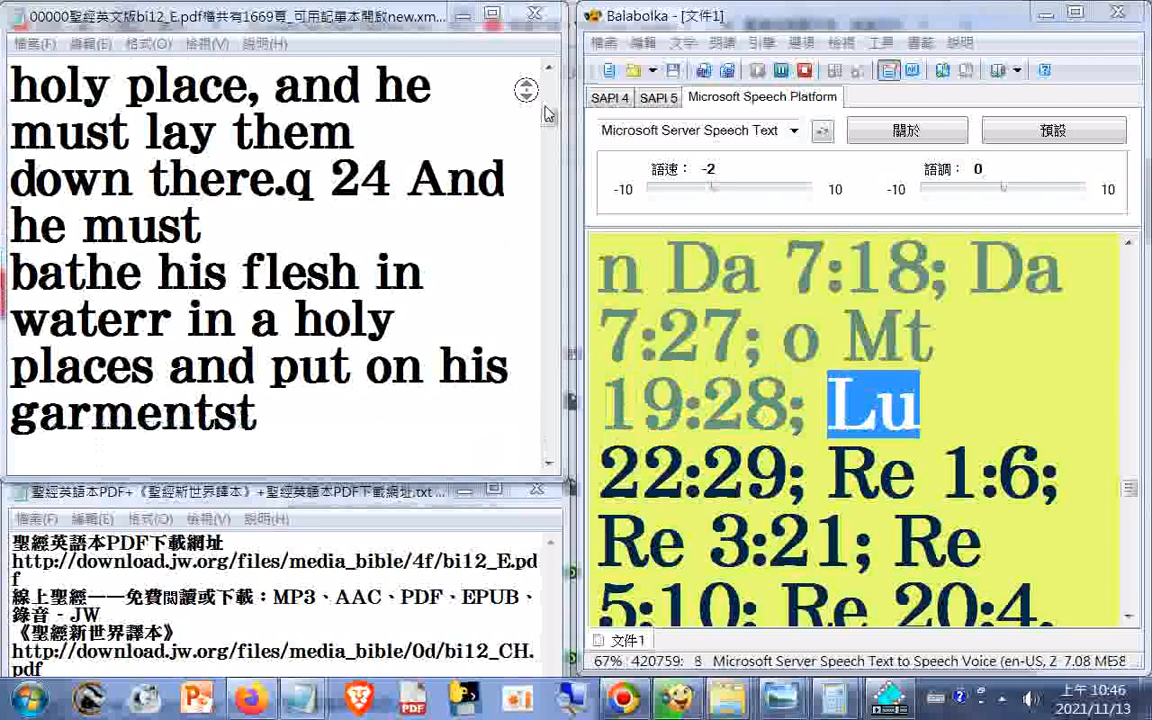 00000聖經英文版bi12_E.pdf檔共有1669頁_可用記事本開啟new.xm...
檔案(F) 編輯(E) 格式(O) 檢視(V) 說明(H)
holy place, and he
must lay them
down there.q 24 And
he must
bathe his flesh in
waterr in a holy
places and put on his
garmentst
聖經英語本PDF+《聖經新世界譯本》+聖經英語本PDF下載網址.txt ...
檔案(F) 編輯(E) 格式(O) 檢視(V) 說明(H)
聖經英語本PDF下載網址
http://download.jw.org/files/media_bible/4f/bi12_E.pd
f
線上聖經——免費閱讀或下載：MP3、AAC、PDF、EPUB、
錄音 - JW
《聖經新世界譯本》
http://download.jw.org/files/media_bible/0d/bi12_CH.
pdf
Balabolka - [文件1]
檔案 編輯 文字 朗讀 引擎 選項 檢視 工具 書籤 說明
SAPI 4 SAPI 5 Microsoft Speech Platform
Microsoft Server Speech Text 關於 預設
語速： -2 語調： 0
-10 10 -10 10
n Da 7:18; Da
7:27; o Mt
19:28; Lu
22:29; Re 1:6;
Re 3:21; Re
5:10; Re 20:4.
文件1
67% 420759: 8 Microsoft Server Speech Text to Speech Voice (en-US, Z 7.08 MB
上午 10:46
2021/11/13